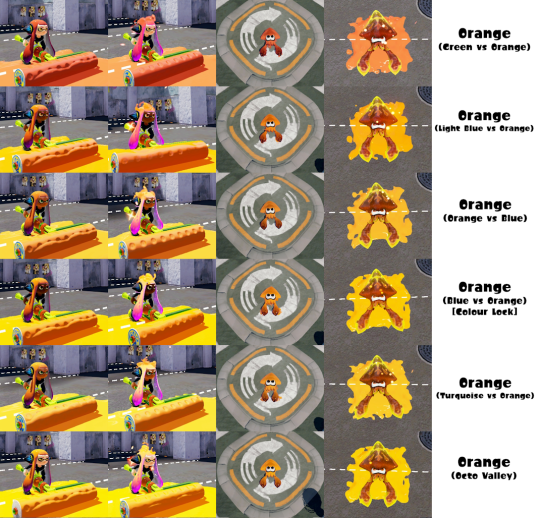 Orange
(Green vs Orange)
Orange
(Light Blue vs Orange)
Orange
(Orange vs Blue)
Orange
(Blue vs Orange)
[Colour Lock]
Orange
(Turquoise vs Orange)
Orange
(Octo Valley)